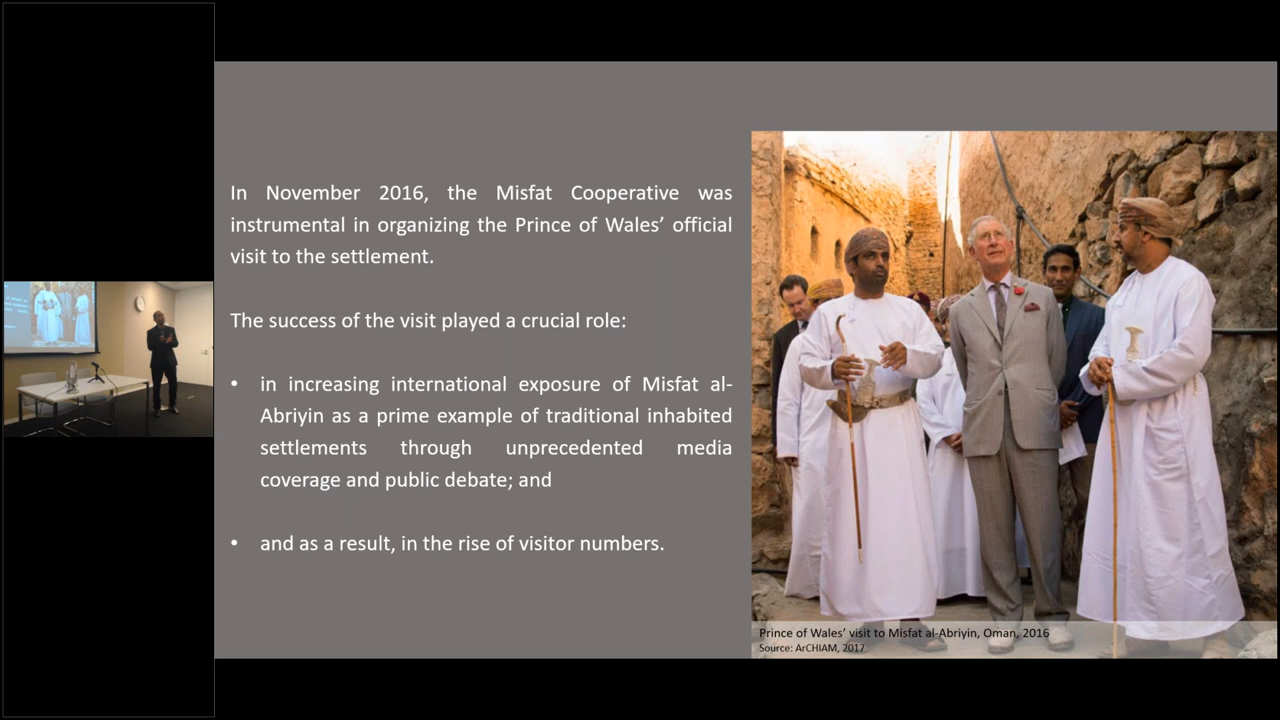 In November 2016, the Misfat Cooperative was
instrumental in organizing the Prince of Wales’ official
visit to the settlement.
The success of the visit played a crucial role:
• in increasing international exposure of Misfat al-
Abriyin as a prime example of traditional inhabited
settlements through unprecedented media
coverage and public debate; and
• and as a result, in the rise of visitor numbers.
Prince of Wales’ visit to Misfat al-Abriyin, Oman, 2016
Source: ArCHIAM, 2017